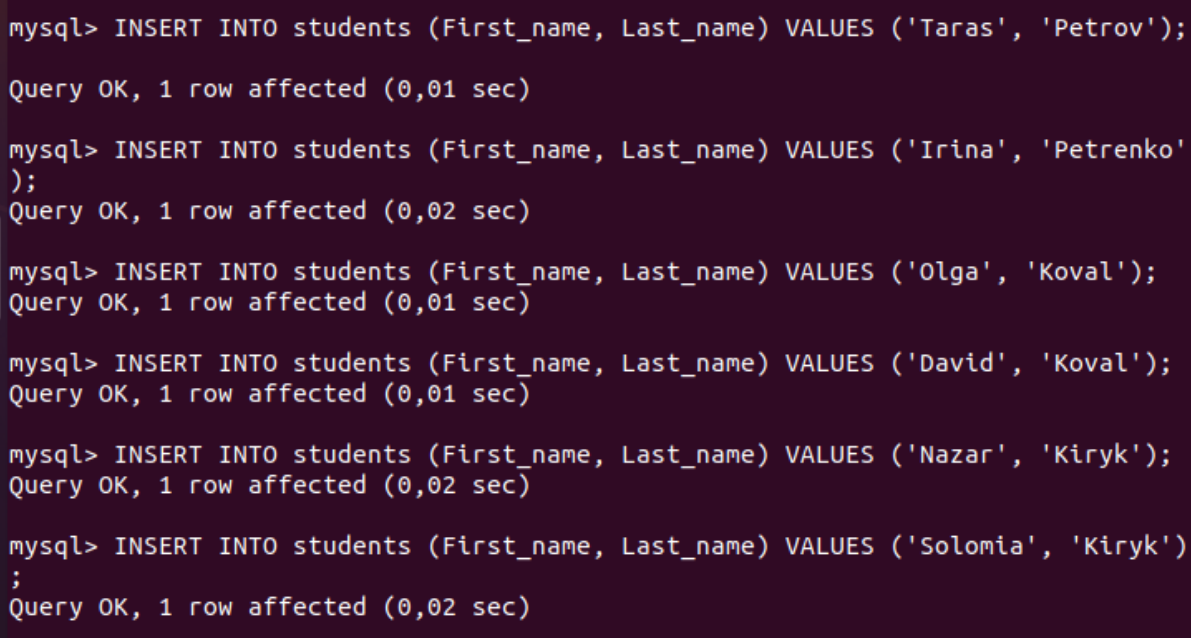 mysql> INSERT INTO students (First_name, Last_name) VALUES ('Taras', 'Petrov');
Query OK, 1 row affected (0,01 sec)
mysql> INSERT INTO students (First_name, Last_name) VALUES ('Irina', 'Petrenko'
);
Query OK, 1 row affected (0,02 sec)
mysql> INSERT INTO students (First_name, Last_name) VALUES ('Olga', 'Koval');
Query OK, 1 row affected (0,01 sec)
mysql> INSERT INTO students (First_name, Last_name) VALUES ('David', 'Koval');
Query OK, 1 row affected (0,01 sec)
mysql> INSERT INTO students (First_name, Last_name) VALUES ('Nazar', 'Kiryk');
Query OK, 1 row affected (0,02 sec)
mysql> INSERT INTO students (First_name, Last_name) VALUES ('Solomia', 'Kiryk')
;
Query OK, 1 row affected (0,02 sec)